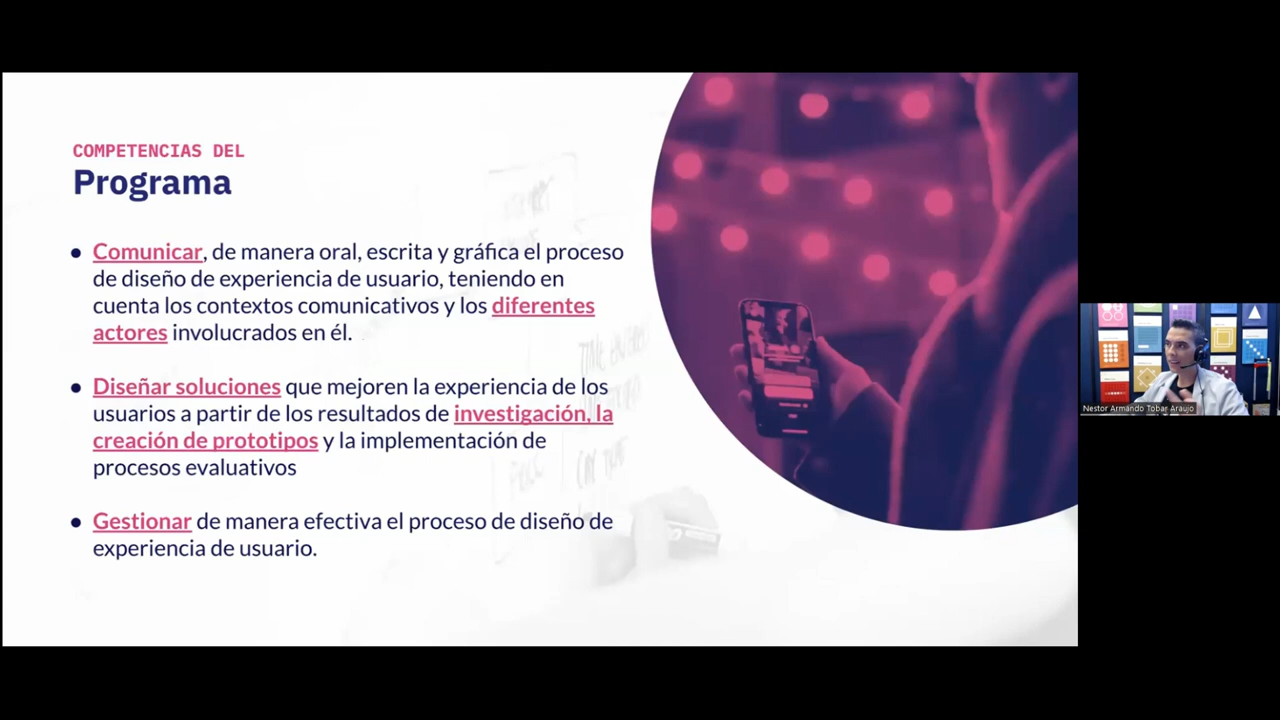 COMPETENCIAS DEL
Programa
● Comunicar, de manera oral, escrita y gráfica el proceso
de diseño de experiencia de usuario, teniendo en
cuenta los contextos comunicativos y los diferentes
actores involucrados en él.
● Diseñar soluciones que mejoren la experiencia de los
usuarios a partir de los resultados de investigación, la
creación de prototipos y la implementación de
procesos evaluativos
● Gestionar de manera efectiva el proceso de diseño de
experiencia de usuario.
Nestor Armando Tobar Araujo